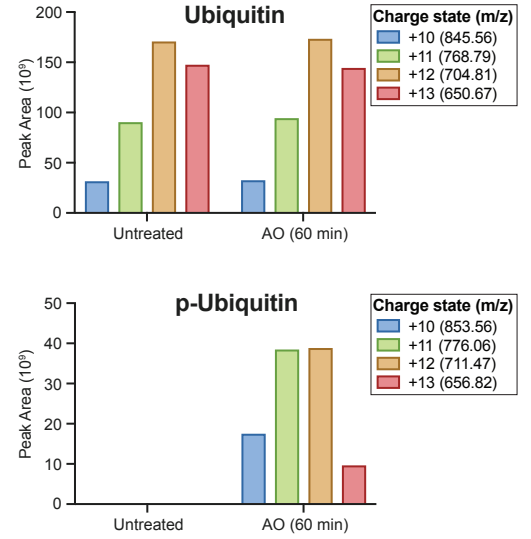 Ubiquitin
Peak Area (10⁹)
200
150
100
50
0
Untreated
AO (60 min)
Charge state (m/z)
+10 (845.56)
+11 (768.79)
+12 (704.81)
+13 (650.67)
p-Ubiquitin
Peak Area (10⁹)
50
40
30
20
10
0
Untreated
AO (60 min)
Charge state (m/z)
+10 (853.56)
+11 (776.06)
+12 (711.47)
+13 (656.82)